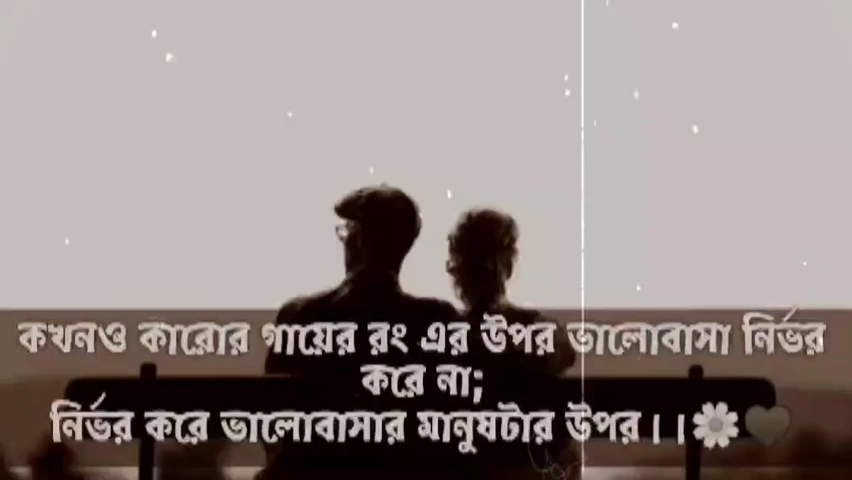 কখনও কারোর গায়ের রং এর উপর ভালোবাসা নির্ভর
করে না;
নির্ভর করে ভালোবাসার মানুষটার উপর।।🌼🤎